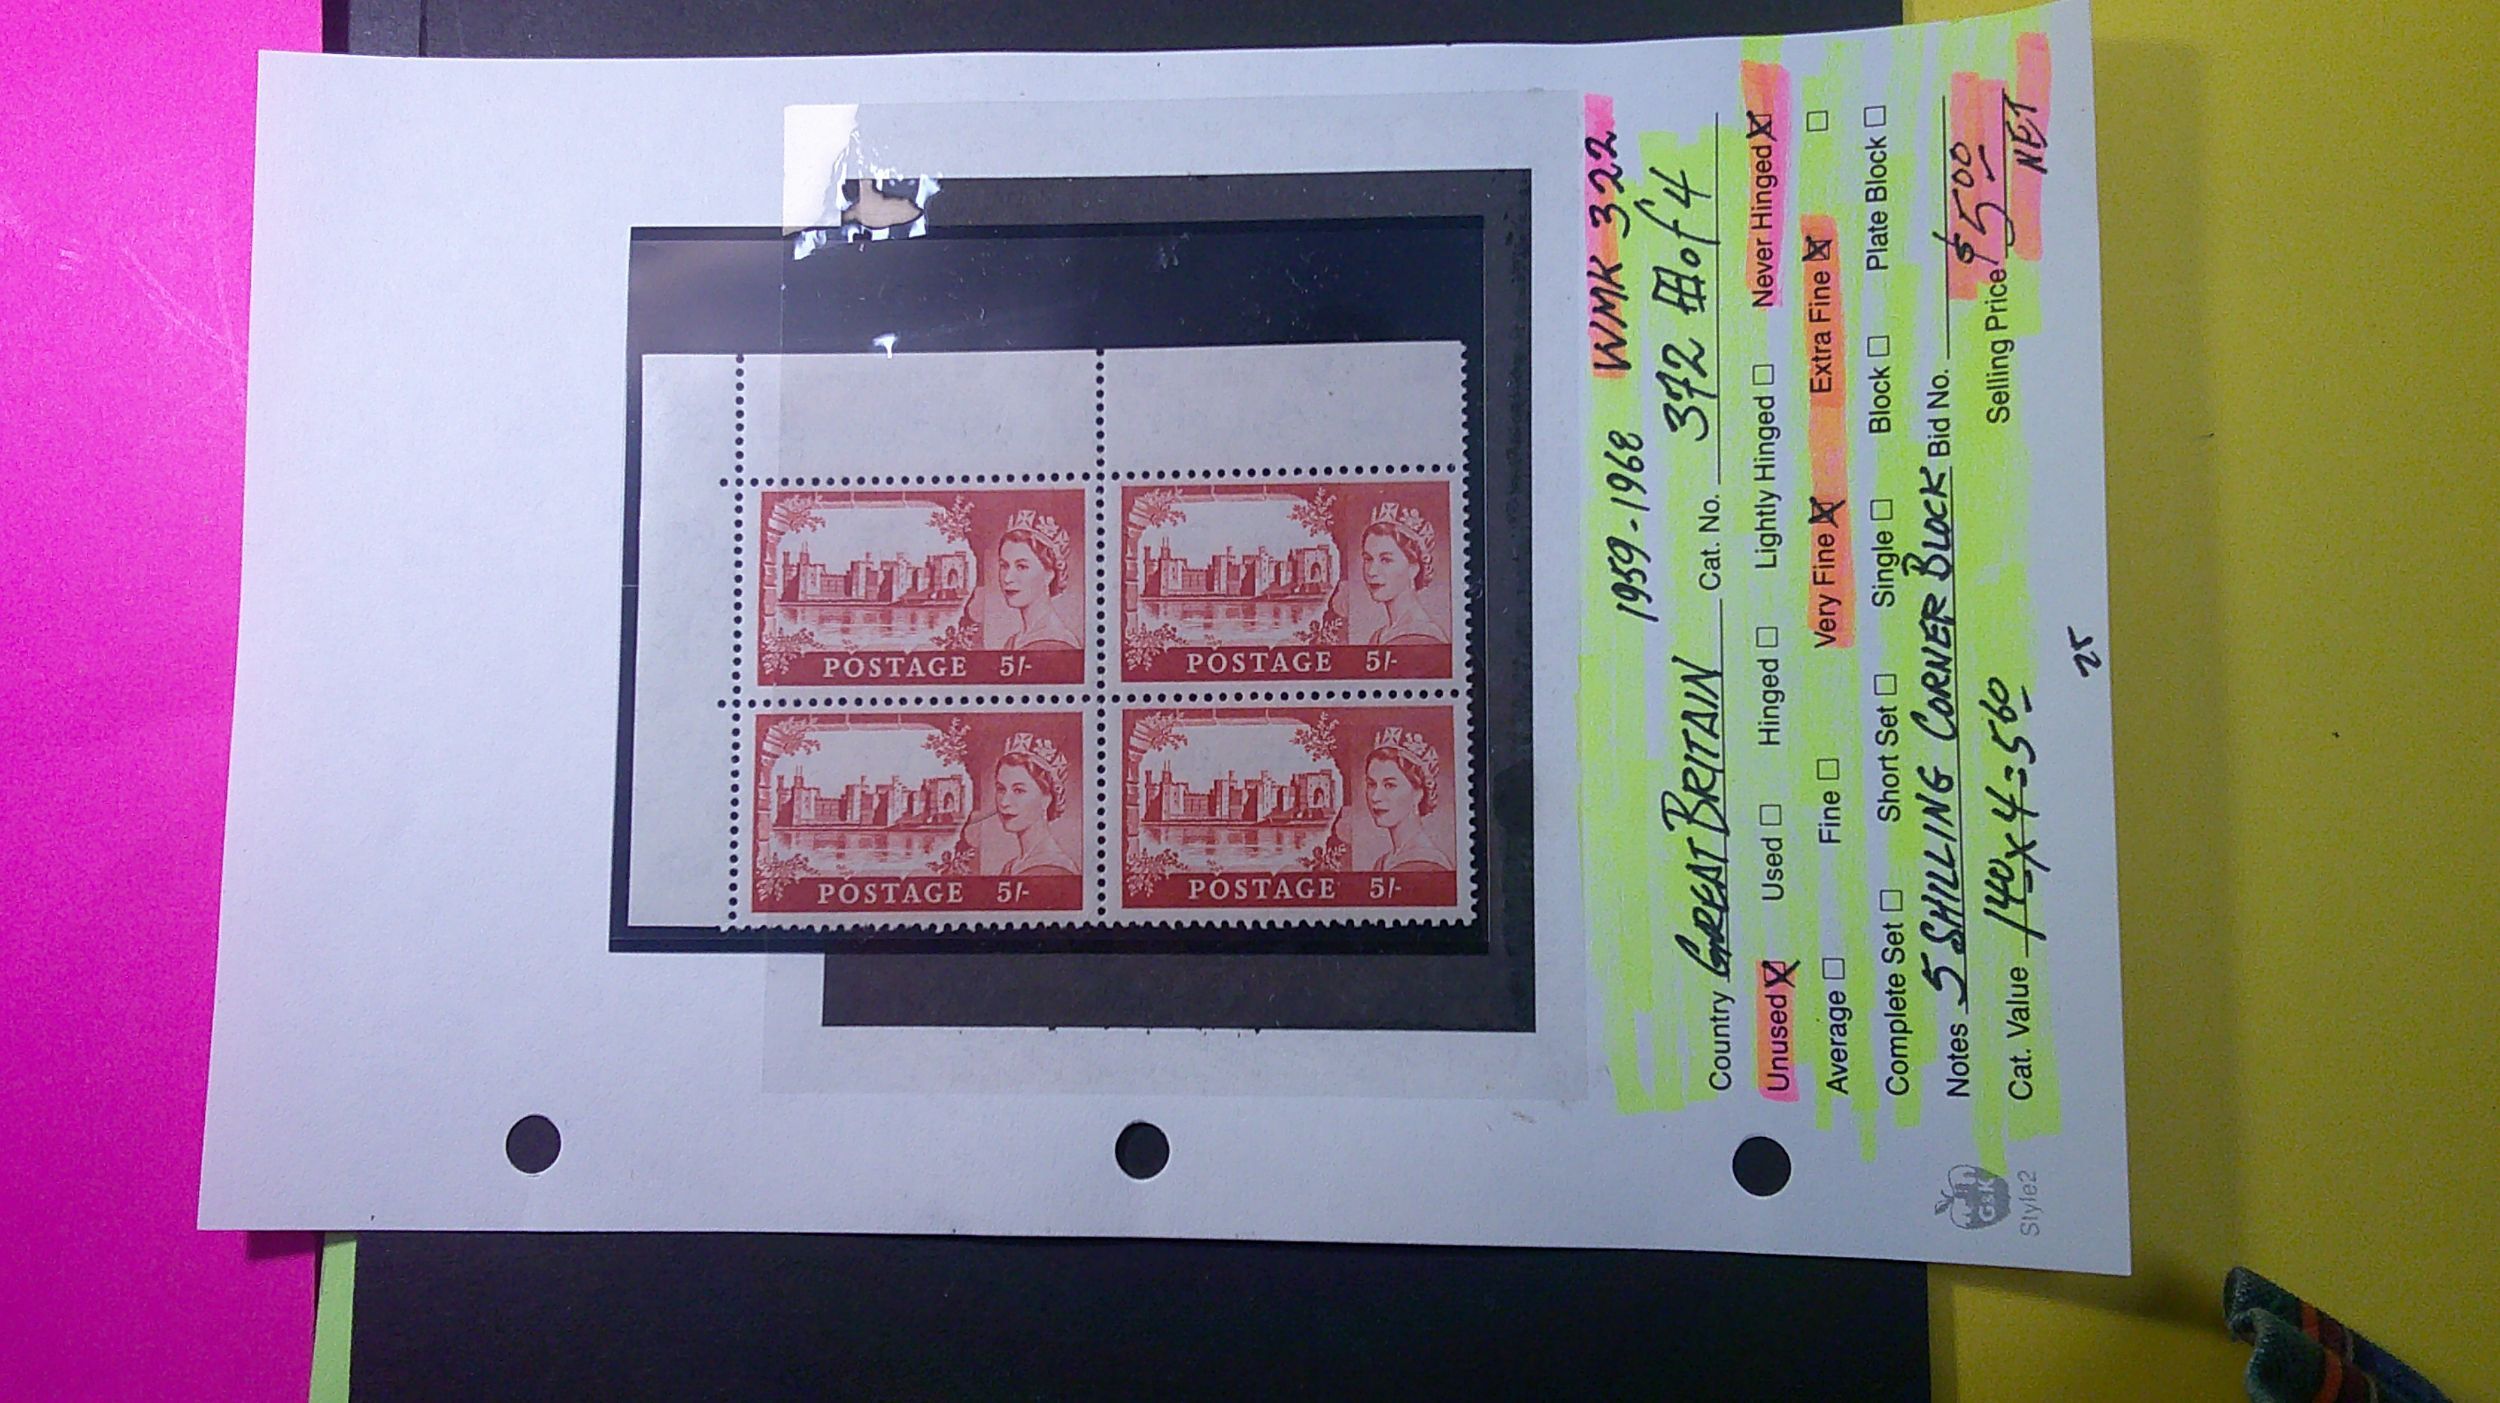 POSTAGE 5/-
POSTAGE 5/-
POSTAGE 5/-
POSTAGE 5/-
1959-1968 WMK 322
Country GREAT BRITAIN Cat. No. 372 of 4
Unused ☒ Used ☐ Hinged ☐ Lightly Hinged ☐ Never Hinged ☒
Average ☐ Fine ☐ Very Fine ☒ Extra Fine ☒ ☐
Complete Set ☐ Short Set ☐ Single ☐ Block ☐ Plate Block ☐
Notes 5 SHILLING CORNER BLOCK Bid No.
Cat. Value 140 x 4 = 560 Selling Price $500
NET
25
G&K
Style2